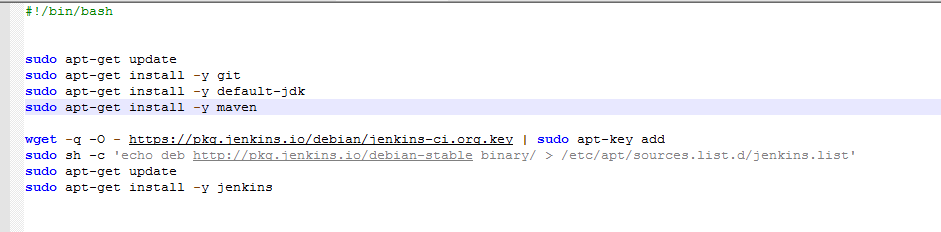 #!/bin/bash
sudo apt-get update
sudo apt-get install -y git
sudo apt-get install -y default-jdk
sudo apt-get install -y maven
wget -q -O - https://pkg.jenkins.io/debian/jenkins-ci.org.key | sudo apt-key add
sudo sh -c 'echo deb http://pkg.jenkins.io/debian-stable binary/ > /etc/apt/sources.list.d/jenkins.list'
sudo apt-get update
sudo apt-get install -y jenkins